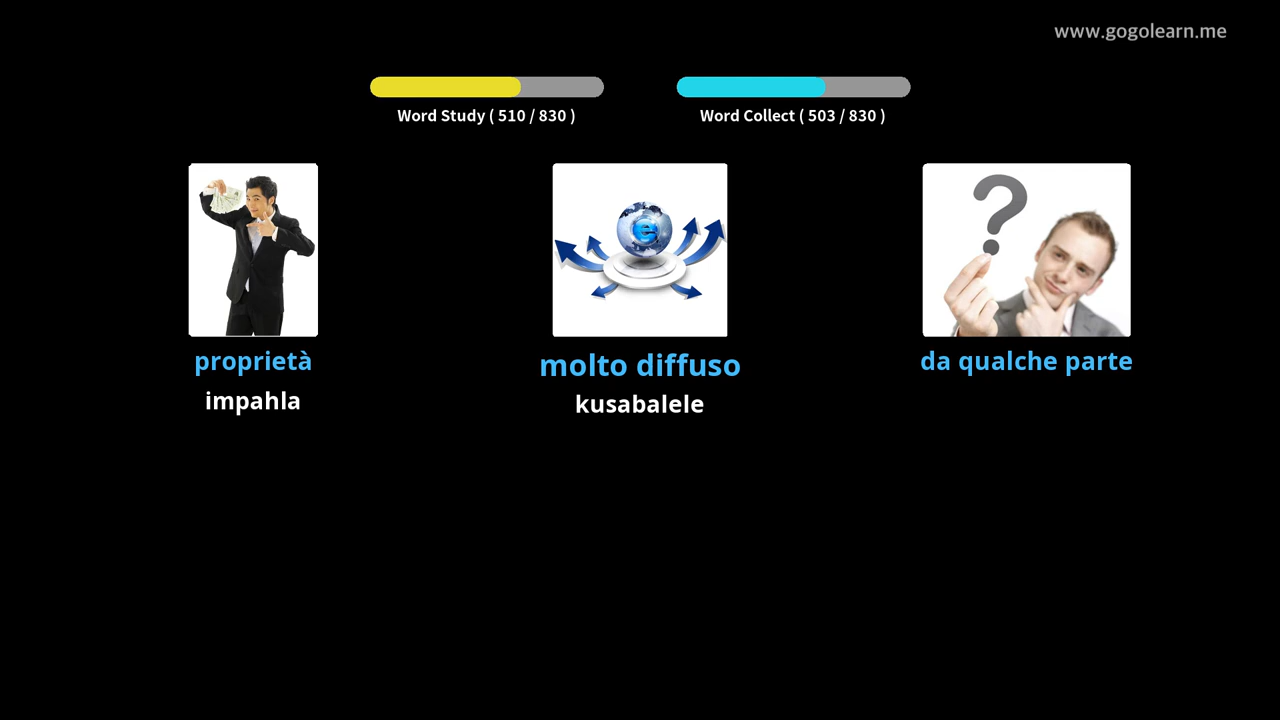 www.gogolearn.me
Word Study ( 510 / 830 )
Word Collect ( 503 / 830 )
proprietà
molto diffuso
da qualche parte
impahla
kusabalele